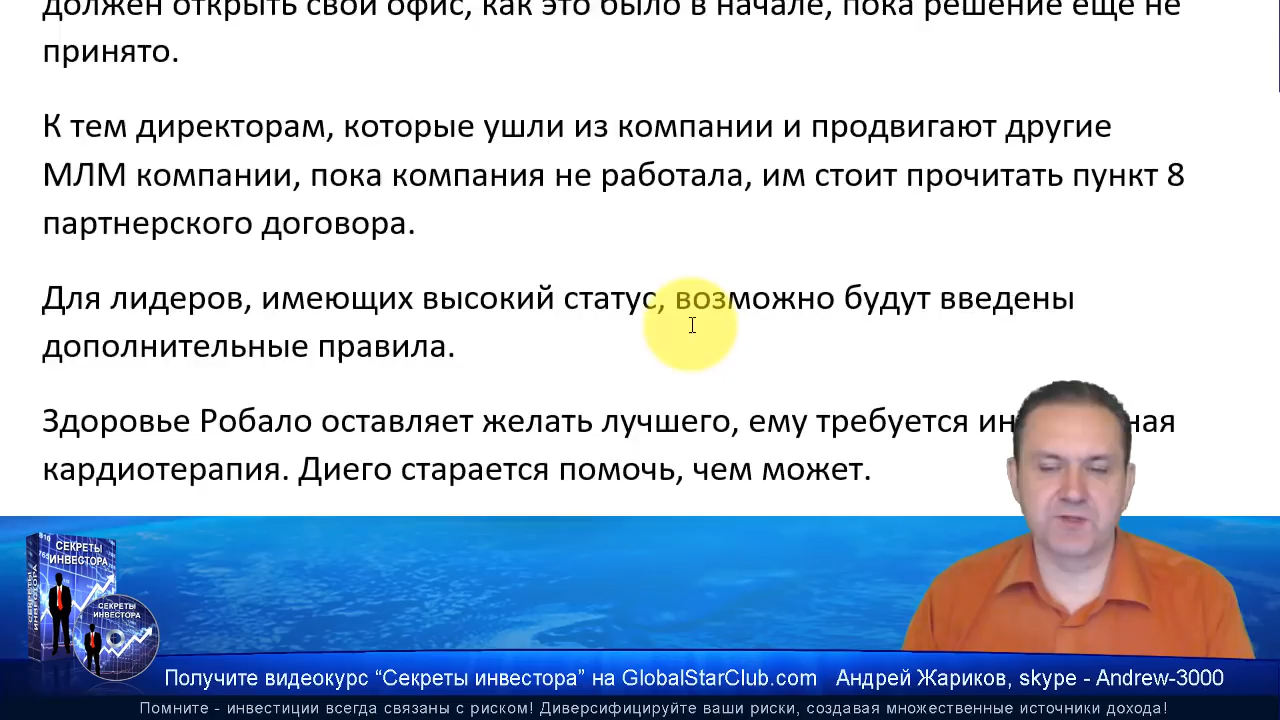 должен открыть свой офис, как это было в начале, пока решение еще не
принято.
К тем директорам, которые ушли из компании и продвигают другие
МЛМ компании, пока компания не работала, им стоит прочитать пункт 8
партнерского договора.
Для лидеров, имеющих высокий статус, возможно будут введены
дополнительные правила.
Здоровье Робало оставляет желать лучшего, ему требуется
кардиотерапия. Диего старается помочь, чем может.
СЕКРЕТЫ
ИНВЕСТОРА
СЕКРЕТЫ
ИНВЕСТОРА
СЕКРЕТЫ
ИНВЕСТОРА
Получите видеокурс “Секреты инвестора” на GlobalStarClub.com Андрей Жариков, skype - Andrew-3000
Помните - инвестиции всегда связаны с риском! Диверсифицируйте ваши риски, создавая множественные источники дохода!